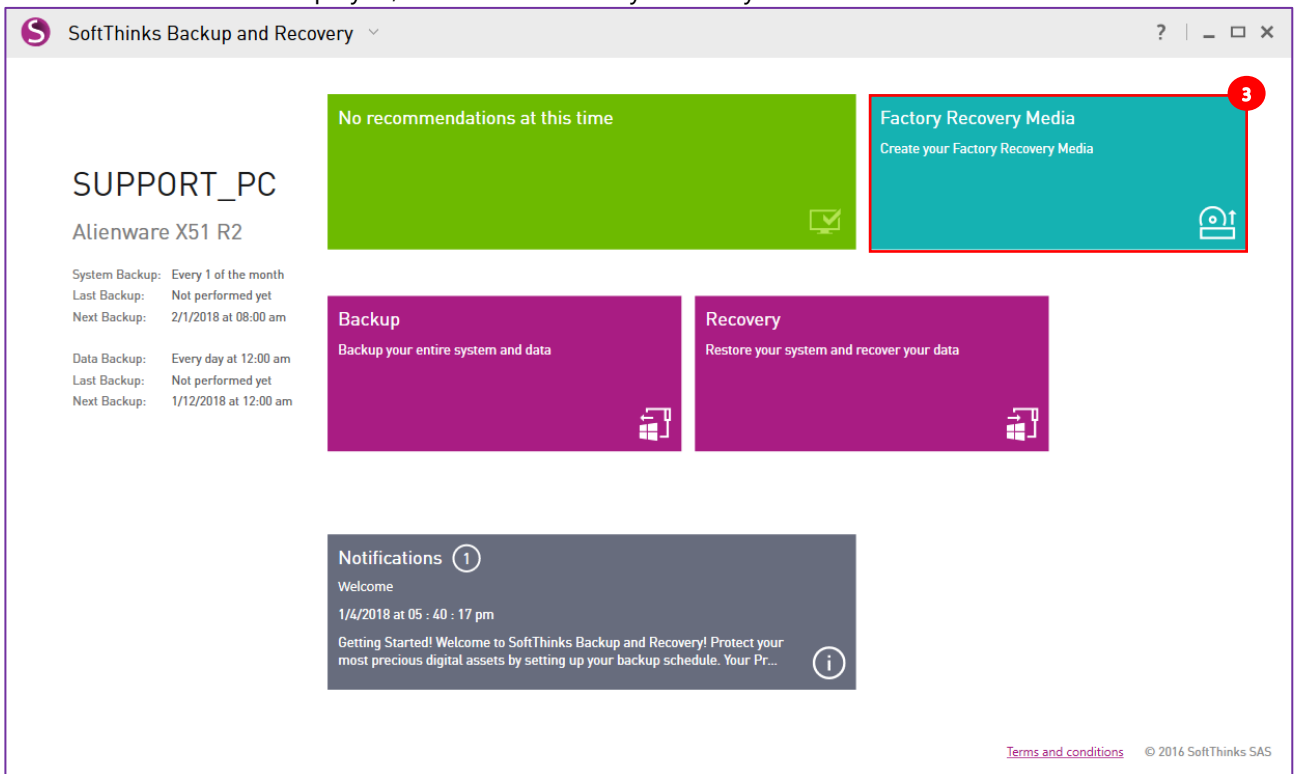 S SoftThinks Backup and Recovery ?
No recommendations at this time
Factory Recovery Media
3
Create your Factory Recovery Media
SUPPORT_PC
Alienware X51 R2
System Backup: Every 1 of the month
Last Backup: Not performed yet
Next Backup: 2/1/2018 at 08:00 am
Data Backup: Every day at 12:00 am
Last Backup: Not performed yet
Next Backup: 1/12/2018 at 12:00 am
Backup
Backup your entire system and data
Recovery
Restore your system and recover your data
Notifications 1
Welcome
1/4/2018 at 05 : 40 : 17 pm
Getting Started! Welcome to SoftThinks Backup and Recovery! Protect your
most precious digital assets by setting up your backup schedule. Your Pr...
i
Terms and conditions © 2016 SoftThinks SAS